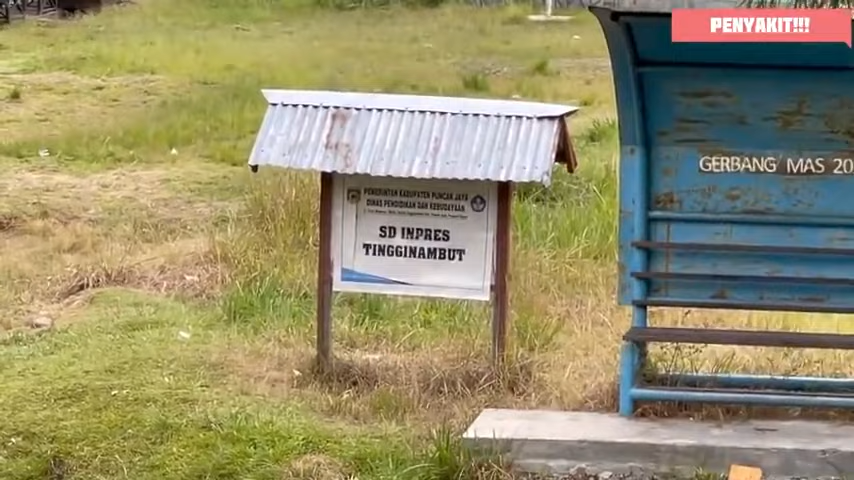 PENYAKIT!!!
GERBANG MAS 20
PEMERINTAH KABUPATEN PUNCAK JAYA
DINAS PENDIDIKAN DAN KEBUDAYAAN
SD INPRES
TINGGINAMBUT